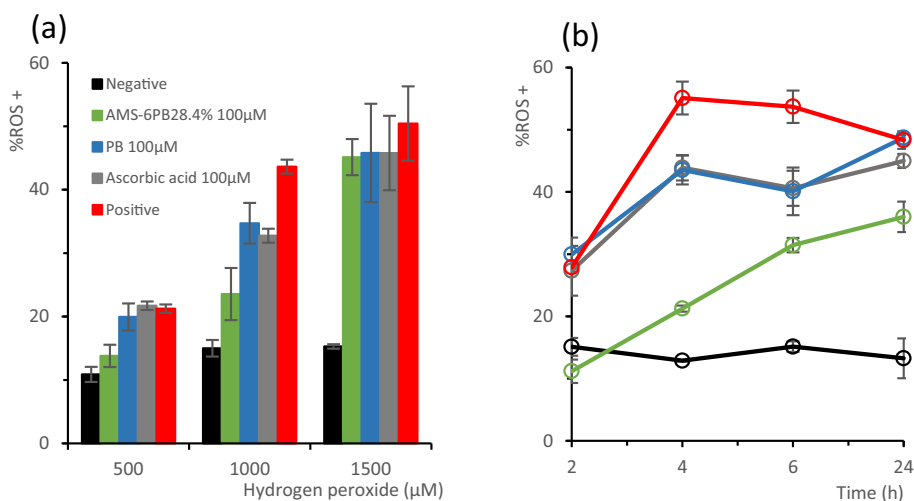 (a)
60
40
20
0
%ROS +
Negative
AMS-6PB28.4% 100µM
PB 100µM
Ascorbic acid 100µM
Positive
500 1000 1500
Hydrogen peroxide (µM)
(b)
60
40
20
0
%ROS +
2 4 6 24
Time (h)